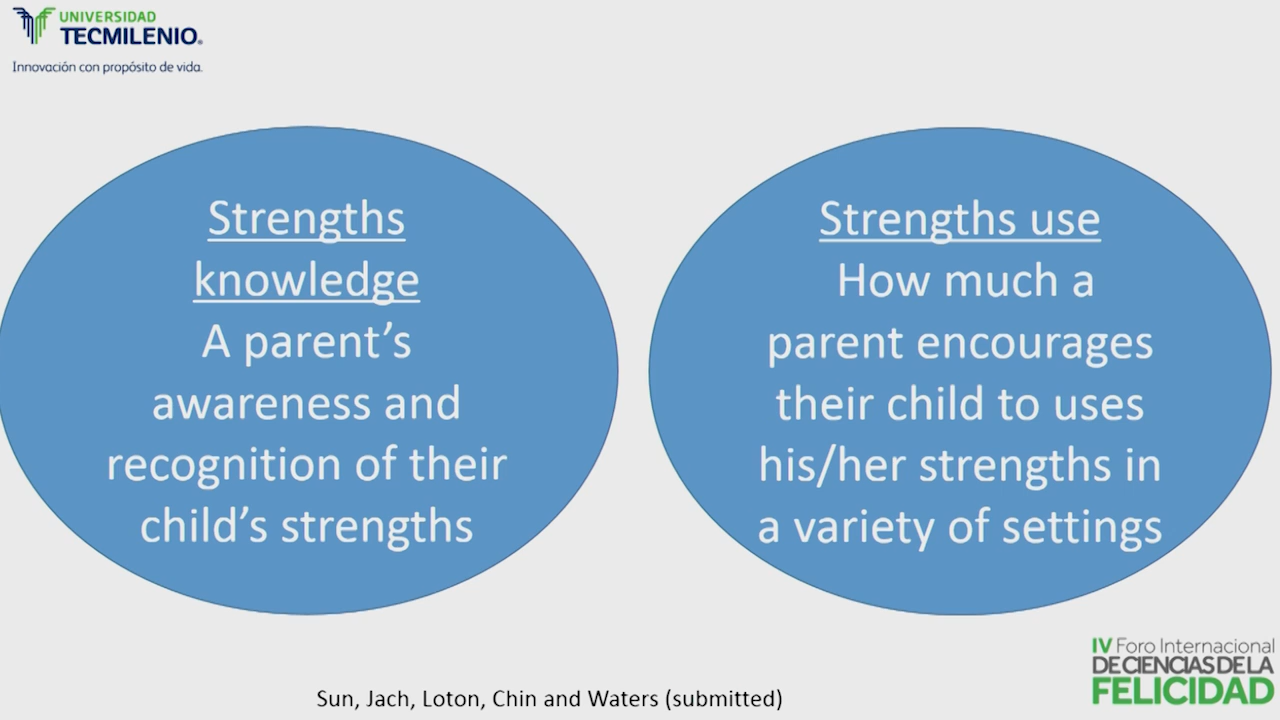 UNIVERSIDAD
TECMILENIO®
Innovación con propósito de vida.
Strengths
knowledge
A parent’s
awareness and
recognition of their
child’s strengths
Strengths use
How much a
parent encourages
their child to uses
his/her strengths in
a variety of settings
Sun, Jach, Loton, Chin and Waters (submitted)
IV Foro Internacional
DE CIENCIAS DE LA
FELICIDAD